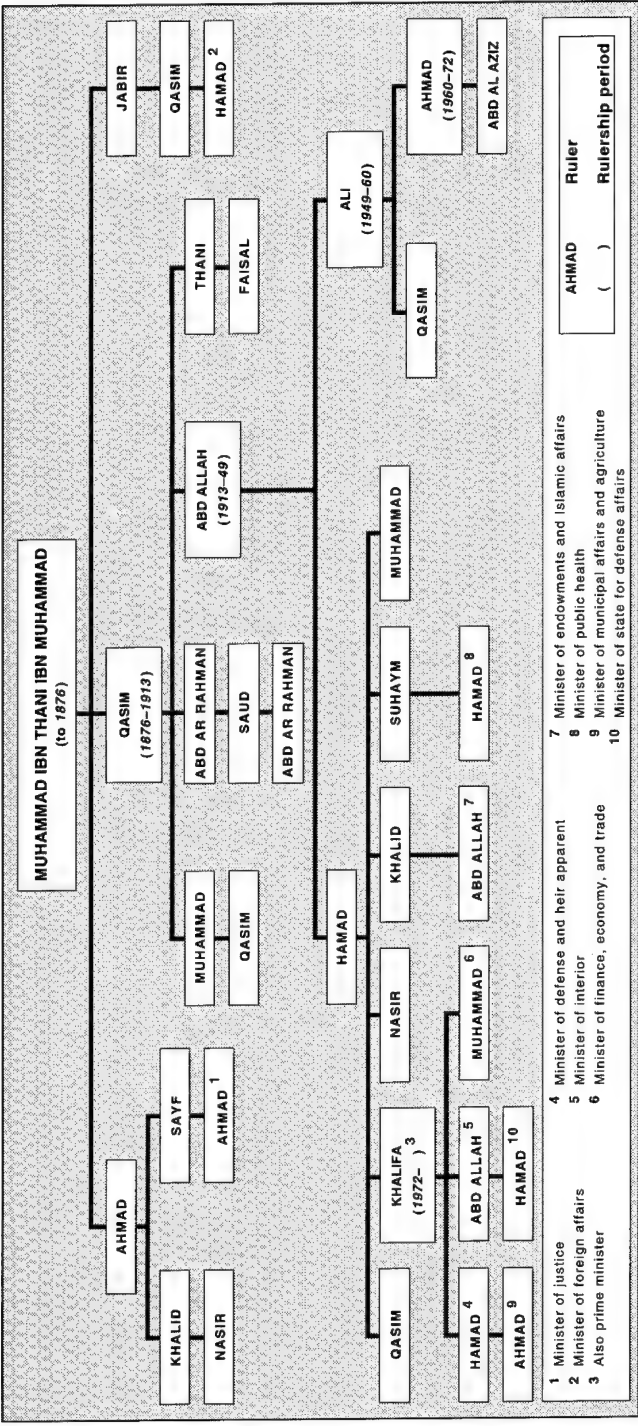 MUHAMMAD IBN THANI IBN MUHAMMAD
(to 1876)
AHMAD
QASIM
(1876–1913)
JABIR
KHALID
SAYF
MUHAMMAD
ABD AR RAHMAN
ABD ALLAH
(1913–49)
THANI
QASIM
NASIR
AHMAD 1
QASIM
SAUD
FAISAL
HAMAD 2
ABD AR RAHMAN
HAMAD
ALI
(1949–60)
QASIM
KHALIFA 3
(1972– )
NASIR
KHALID
SUHAYM
MUHAMMAD
QASIM
AHMAD
(1960–72)
HAMAD 4
ABD ALLAH 5
MUHAMMAD 6
ABD ALLAH 7
HAMAD 8
ABD AL AZIZ
AHMAD 9
HAMAD 10
1 Minister of justice
2 Minister of foreign affairs
3 Also prime minister
4 Minister of defense and heir apparent
5 Minister of interior
6 Minister of finance, economy, and trade
7 Minister of endowments and Islamic affairs
8 Minister of public health
9 Minister of municipal affairs and agriculture
10 Minister of state for defense affairs
AHMAD Ruler
( ) Rulership period